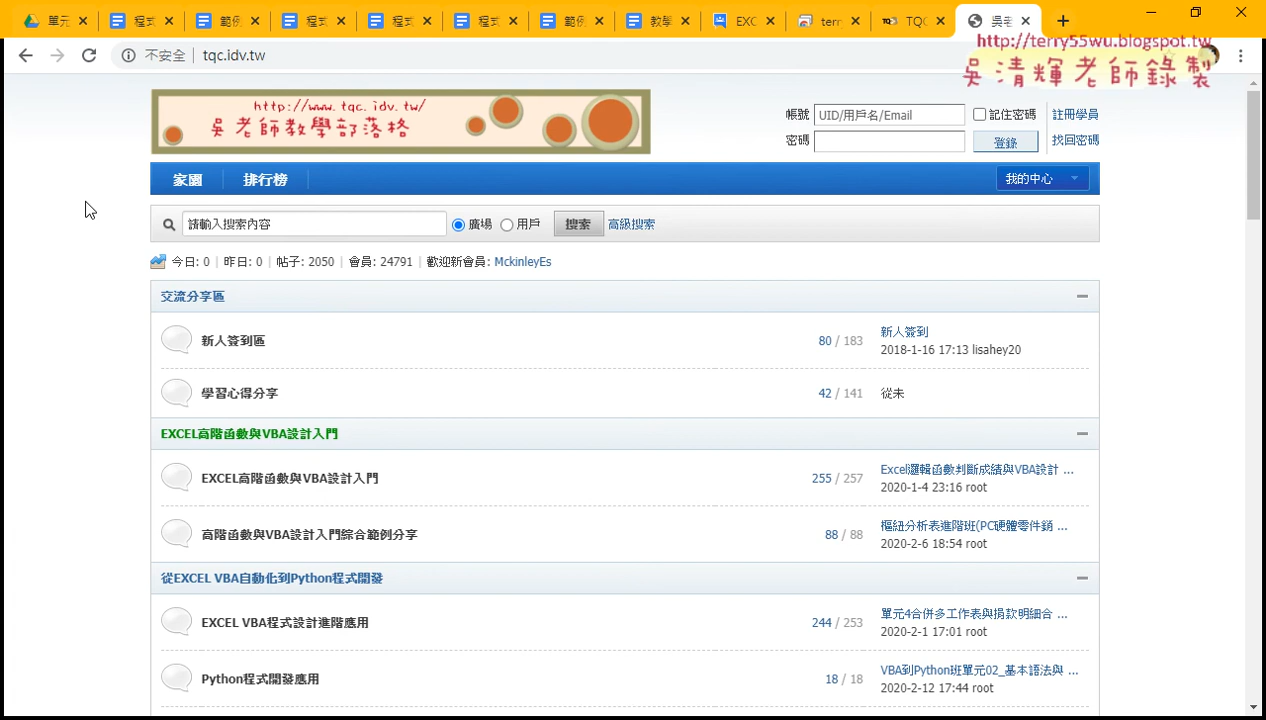 單元
程式
範例
程式
程式
程式
範例
教學
EXC
terr
TQC
吳老
http://terry55wu.blogspot.tw
吳清輝老師錄製
不安全 | tqc.idv.tw
http://www.tqc.idv.tw/
吳老師教學部落格
帳號 UID/用戶名/Email 記住密碼 註冊學員
密碼 登錄 找回密碼
家園 排行榜 我的中心
請輸入搜索內容 廣場 用戶 搜索 高級搜索
今日: 0 | 昨日: 0 | 帖子: 2050 | 會員: 24791 | 歡迎新會員: MckinleyEs
交流分享區
新人簽到區 80 / 183 新人簽到
2018-1-16 17:13 lisahey20
學習心得分享 42 / 141 從未
EXCEL高階函數與VBA設計入門
EXCEL高階函數與VBA設計入門 255 / 257 Excel邏輯函數判斷成績與VBA設計 ...
2020-1-4 23:16 root
高階函數與VBA設計入門綜合範例分享 88 / 88 樞紐分析表進階班(PC硬體零件銷 ...
2020-2-6 18:54 root
從EXCEL VBA自動化到Python程式開發
EXCEL VBA程式設計進階應用 244 / 253 單元4合併多工作表與捐款明細合 ...
2020-2-1 17:01 root
Python程式開發應用 18 / 18 VBA到Python班單元02_基本語法與 ...
2020-2-12 17:44 root